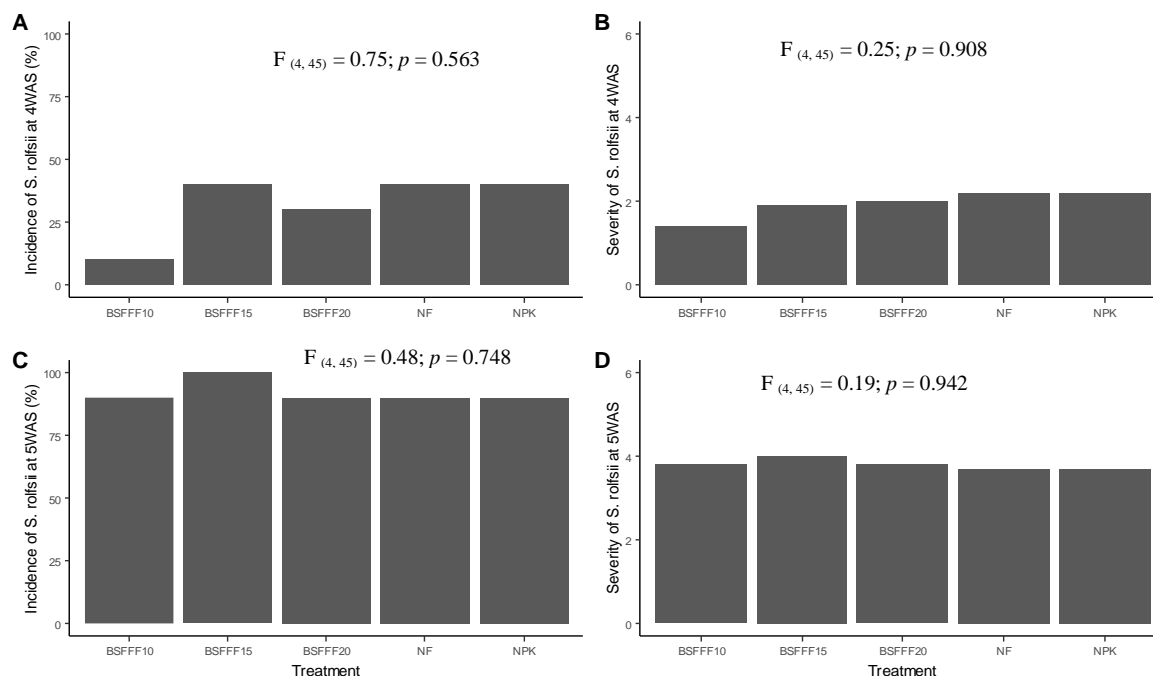 A
Incidence of S. rolfsii at 4WAS (%)
100
75
50
25
0
F (4, 45) = 0.75; p = 0.563
BSFFF10 BSFFF15 BSFFF20 NF NPK
B
Severity of S. rolfsii at 4WAS
6
4
2
0
F (4, 45) = 0.25; p = 0.908
BSFFF10 BSFFF15 BSFFF20 NF NPK
C
Incidence of S. rolfsii at 5WAS (%)
100
75
50
25
0
F (4, 45) = 0.48; p = 0.748
BSFFF10 BSFFF15 BSFFF20 NF NPK
Treatment
D
Severity of S. rolfsii at 5WAS
6
4
2
0
F (4, 45) = 0.19; p = 0.942
BSFFF10 BSFFF15 BSFFF20 NF NPK
Treatment